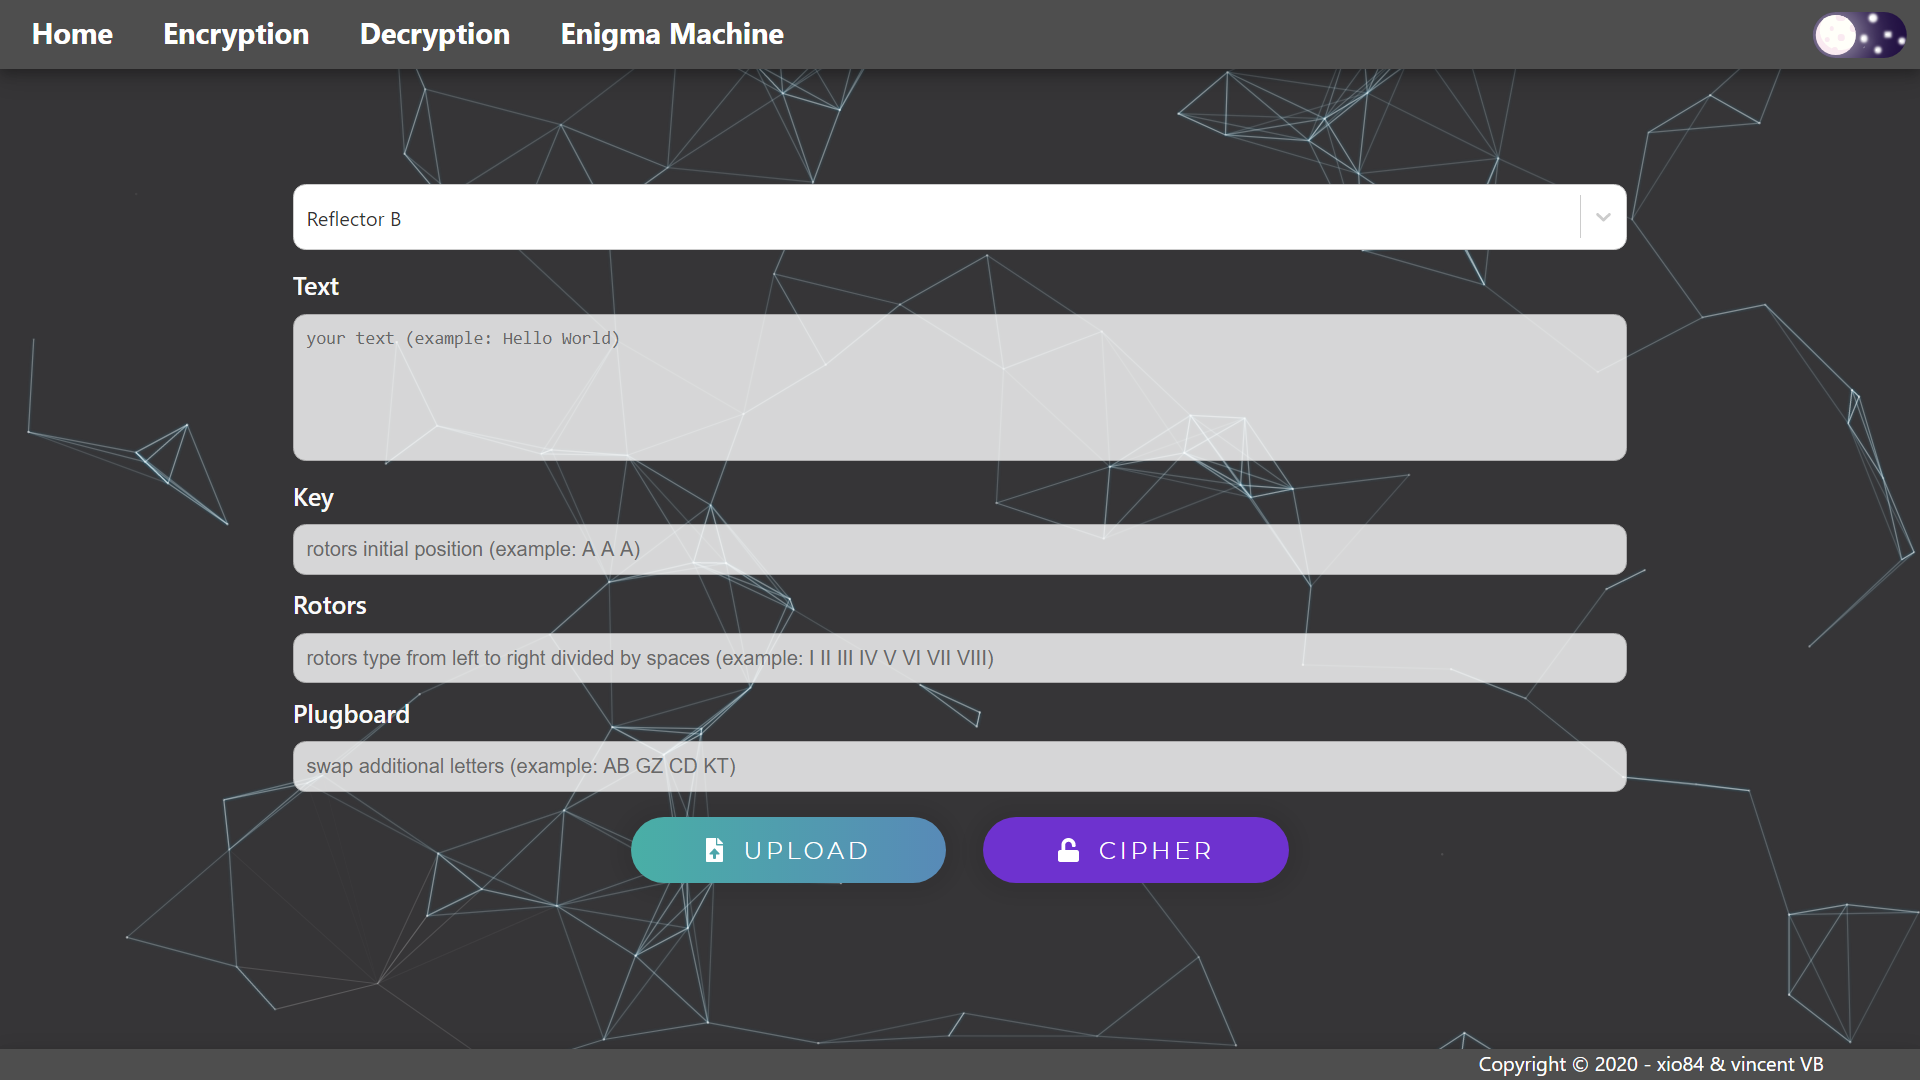 Home Encryption Decryption Enigma Machine
Reflector B
Text
your text (example: Hello World)
Key
rotors initial position (example: A A A)
Rotors
rotors type from left to right divided by spaces (example: I II III IV V VI VII VIII)
Plugboard
swap additional letters (example: AB GZ CD KT)
UPLOAD CIPHER
Copyright © 2020 - xio84 & vincent VB